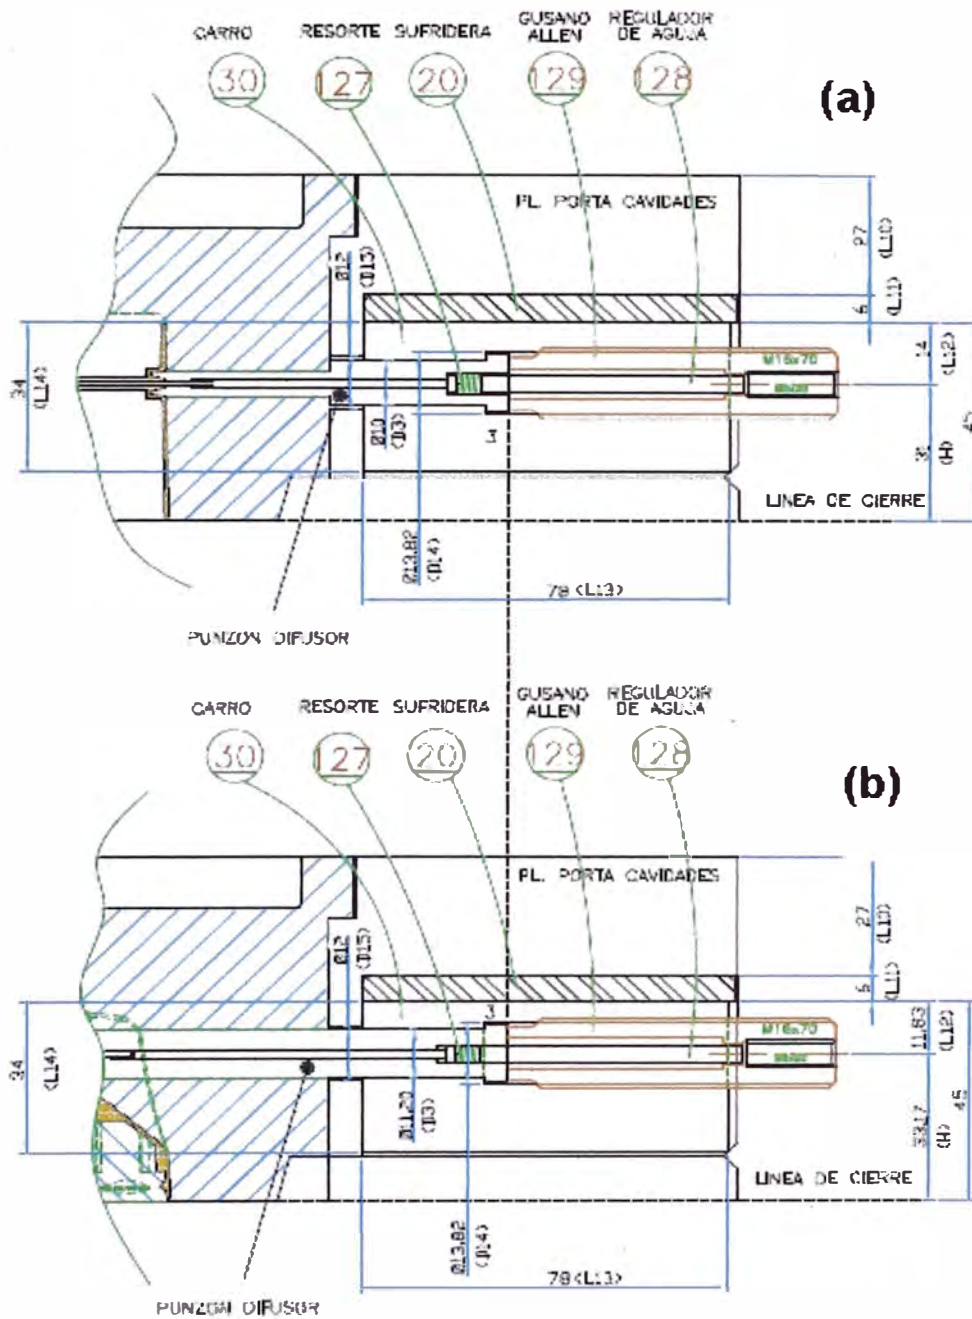 CARRO RESORTE SUFRIDERA GUSANO ALLEN REGULADOR DE AGUJA
30 127 20 129 128
(a)
PL. PORTA CAVIDADES
27 (L10)
6 (L11)
Ø12 (D13)
14 (L12)
M16x70
34 (L14)
Ø10 (D3)
3
31 (H)
45
LINEA DE CIERRE
Ø13.82 (D14)
78 (L13)
PUNZON DIFUSOR
CARRO RESORTE SUFRIDERA GUSANO ALLEN REGULADOR DE AGUJA
30 127 20 129 128
(b)
PL. PORTA CAVIDADES
27 (L10)
Ø12
6 (L11)
3
M16x70
11.83 (L12)
34 (L14)
Ø11.20 (D3)
33.17 (H)
45
LINEA DE CIERRE
Ø13.82 (D14)
78 (L13)
PUNZON DIFUSOR